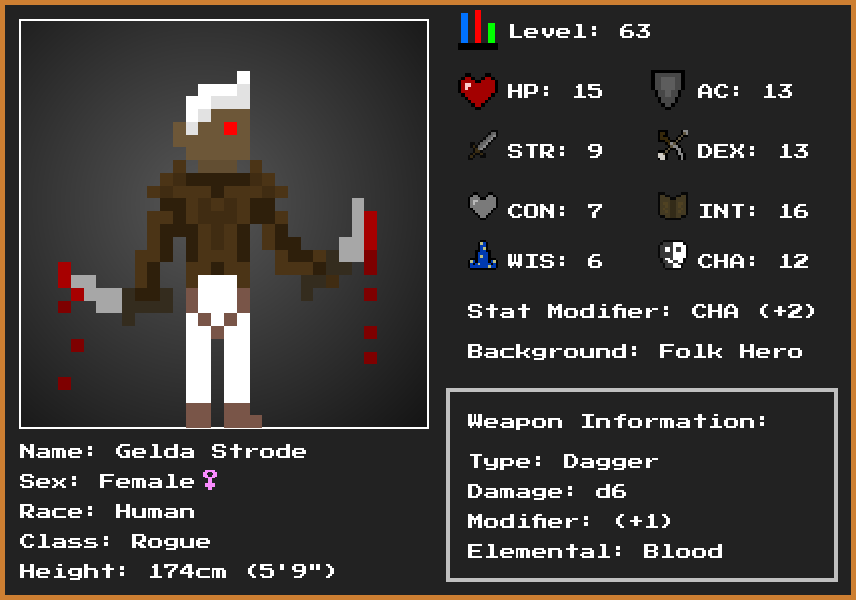 Level: 63
HP: 15
AC: 13
STR: 9
DEX: 13
CON: 7
INT: 16
WIS: 6
CHA: 12
Stat Modifier: CHA (+2)
Background: Folk Hero
Weapon Information:
Type: Dagger
Damage: d6
Modifier: (+1)
Elemental: Blood
Name: Gelda Strode
Sex: Female♀
Race: Human
Class: Rogue
Height: 174cm (5'9")